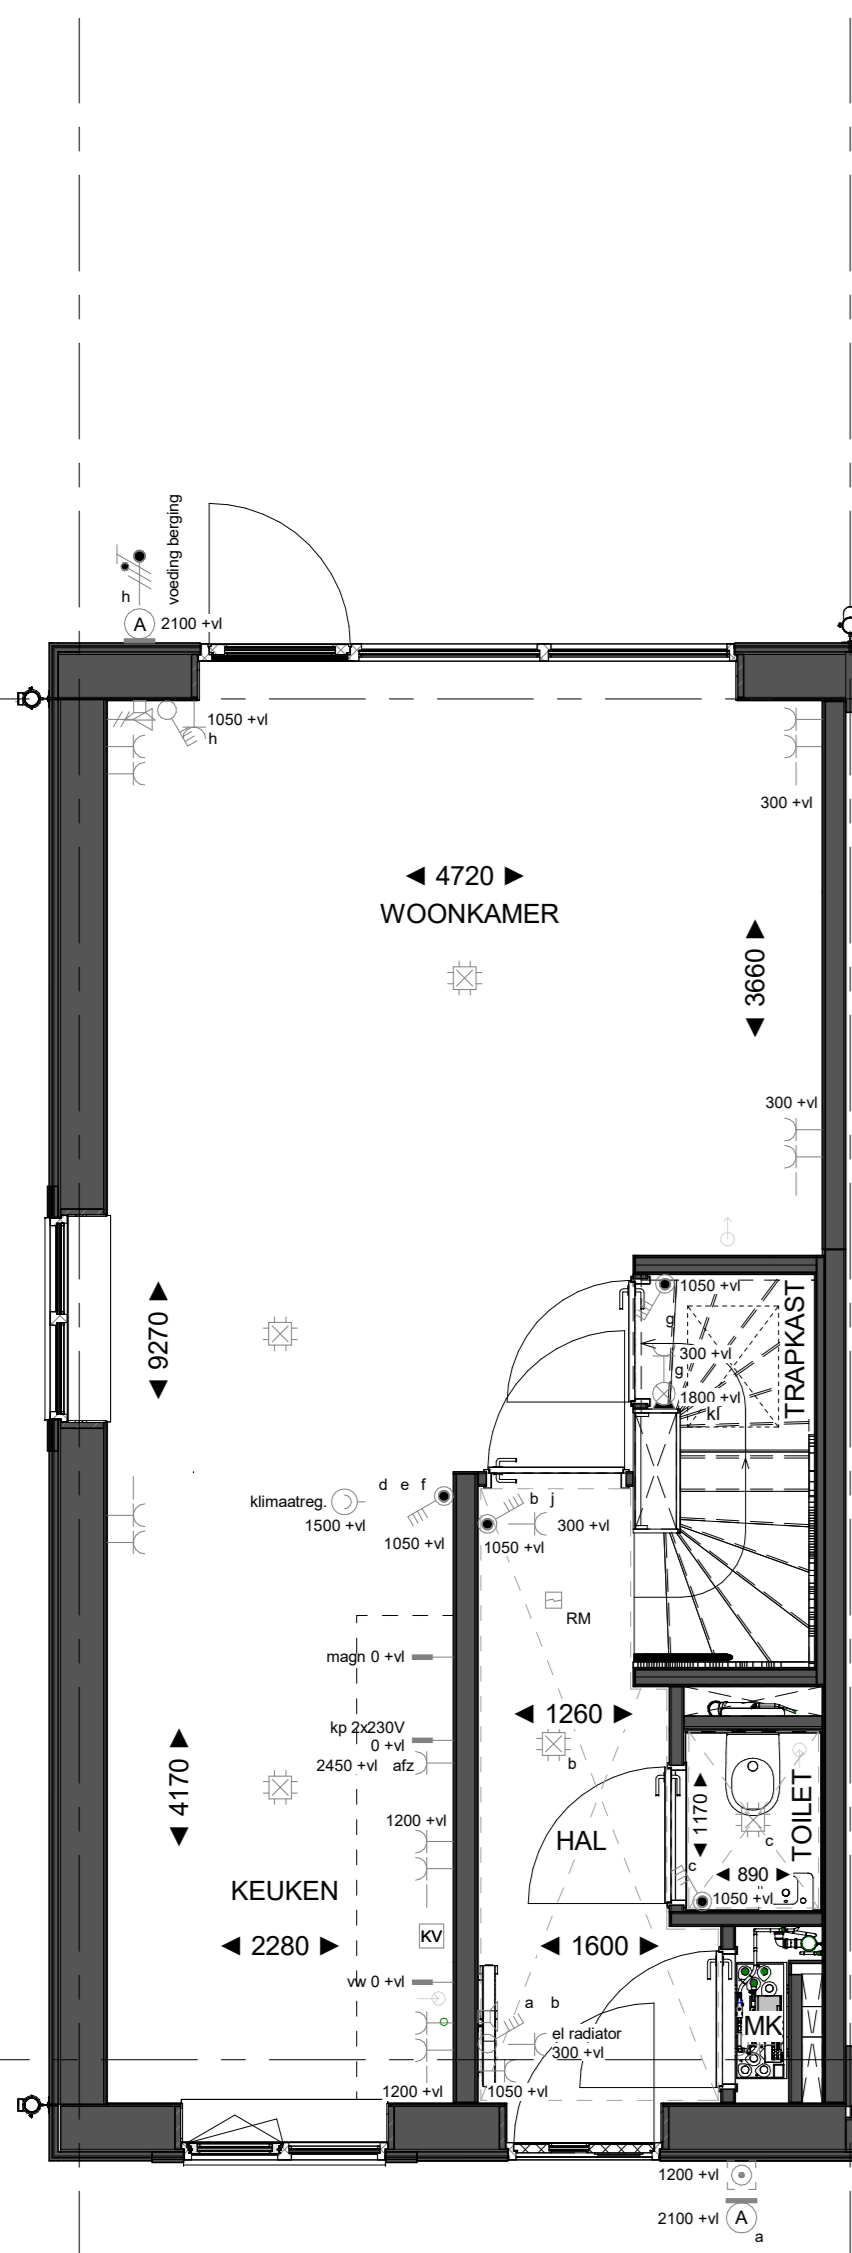 voeding berging
h
A
2100 +vl
1050 +vl
h
300 +vl
4720
WOONKAMER
3660
300 +vl
9270
1050 +vl
g
300 +vl
g
1800 +vl
kl
TRAPKAST
d e f
klimaatreg.
1500 +vl
1050 +vl
b j
300 +vl
1050 +vl
RM
magn 0 +vl
kp 2x230V
0 +vl
2450 +vl afz
1260
b
4170
1200 +vl
HAL
1170
TOILET
c
c
890
1050 +vl
KEUKEN
2280
KV
1600
vw 0 +vl
a b
el radiator
300 +vl
MK
1200 +vl
1050 +vl
1200 +vl
2100 +vl
A
a